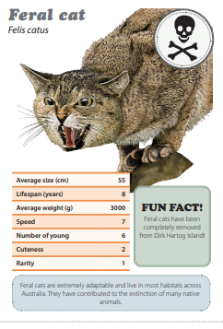 Feral cat
Felis catus
Average size (cm) 55
Lifespan (years) 8
Average weight (g) 3000
Speed 7
Number of young 6
Cuteness 2
Rarity 1
FUN FACT!
Feral cats have been
completely removed
from Dirk Hartog Island!
Feral cats are extremely adaptable and live in most habitats across
Australia. They have contributed to the extinction of many native
animals.